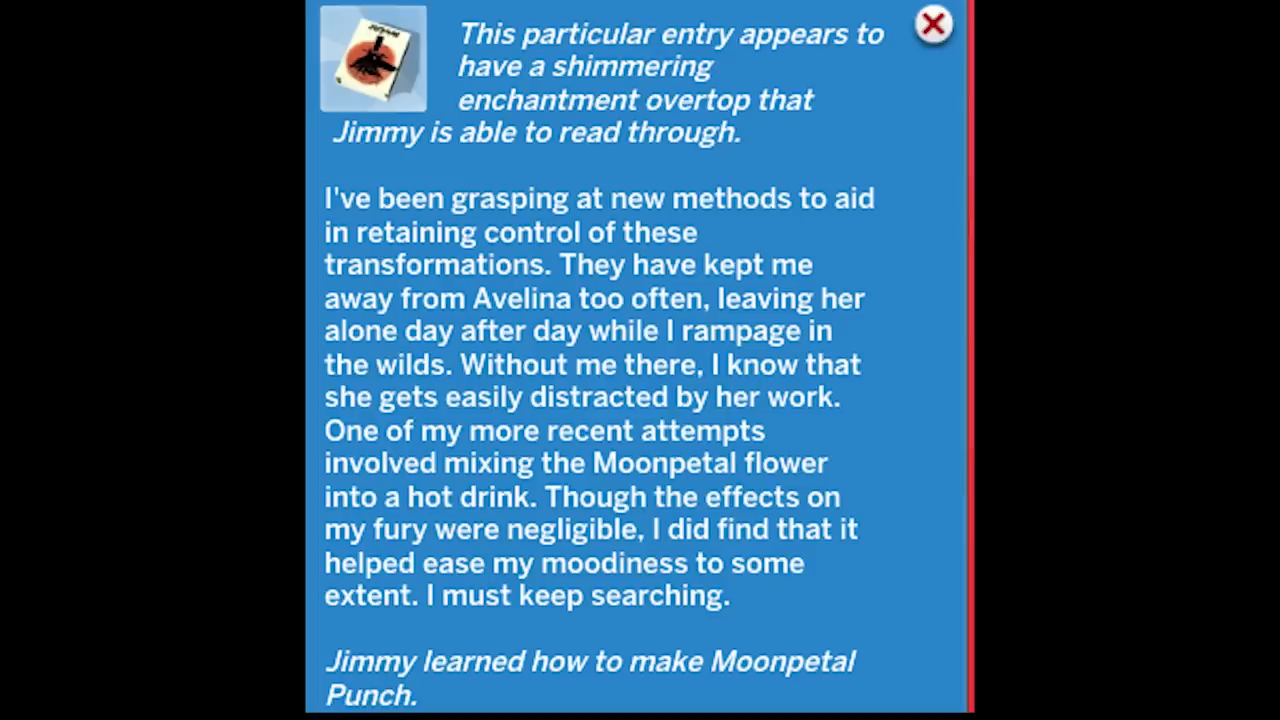 This particular entry appears to
have a shimmering
enchantment overtop that
Jimmy is able to read through.
I've been grasping at new methods to aid
in retaining control of these
transformations. They have kept me
away from Avelina too often, leaving her
alone day after day while I rampage in
the wilds. Without me there, I know that
she gets easily distracted by her work.
One of my more recent attempts
involved mixing the Moonpetal flower
into a hot drink. Though the effects on
my fury were negligible, I did find that it
helped ease my moodiness to some
extent. I must keep searching.
Jimmy learned how to make Moonpetal
Punch.